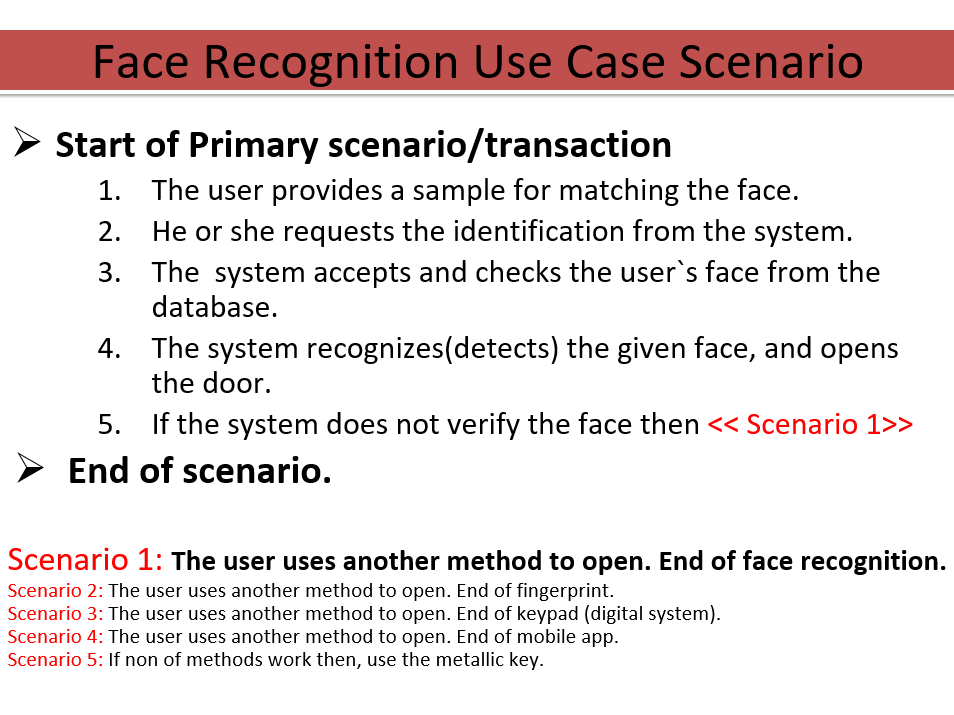 Face Recognition Use Case Scenario
➢ Start of Primary scenario/transaction
1. The user provides a sample for matching the face.
2. He or she requests the identification from the system.
3. The  system accepts and checks the user`s face from the
database.
4. The system recognizes(detects) the given face, and opens
the door.
5. If the system does not verify the face then << Scenario 1>>
➢ End of scenario.
Scenario 1: The user uses another method to open. End of face recognition.
Scenario 2: The user uses another method to open. End of fingerprint.
Scenario 3: The user uses another method to open. End of keypad (digital system).
Scenario 4: The user uses another method to open. End of mobile app.
Scenario 5: If non of methods work then, use the metallic key.